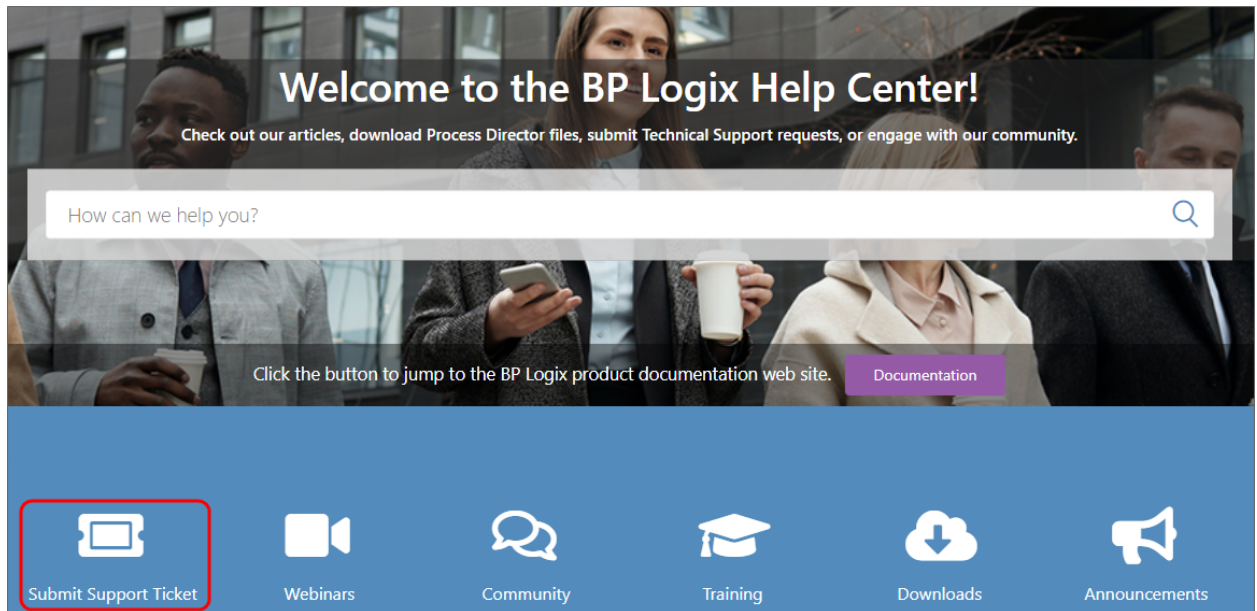 Welcome to the BP Logix Help Center!
Check out our articles, download Process Director files, submit Technical Support requests, or engage with our community.
How can we help you?
Click the button to jump to the BP Logix product documentation web site.
Documentation
Submit Support Ticket
Webinars
Community
Training
Downloads
Announcements